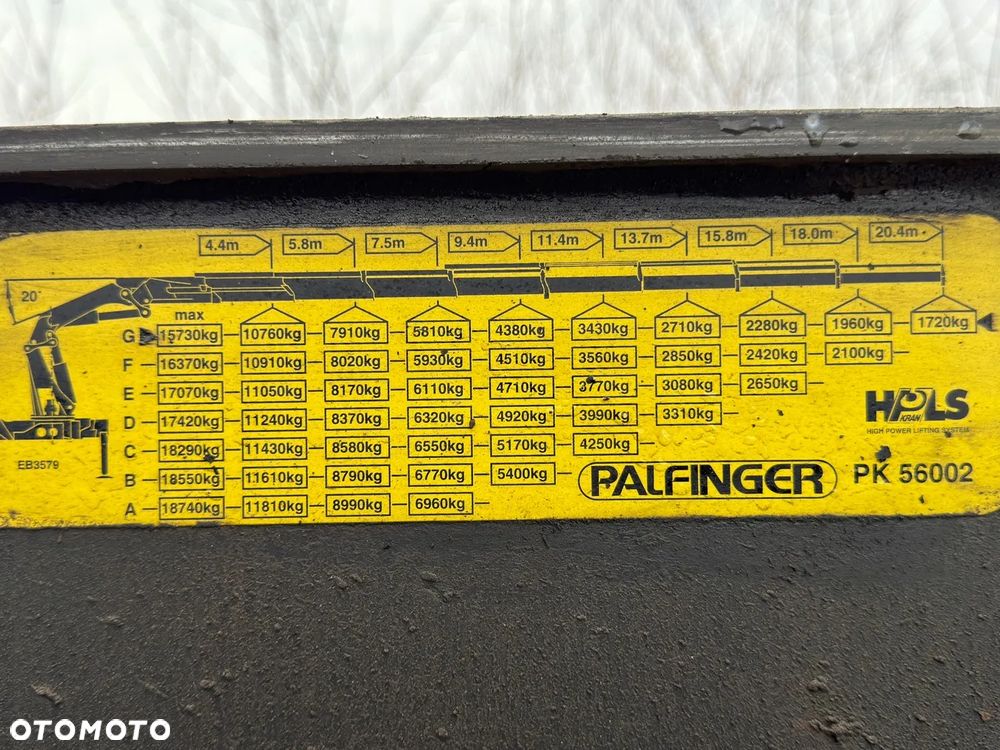 4.4m 5.8m 7.5m 9.4m 11.4m 13.7m 15.8m 18.0m 20.4m
20°
max
G 15730kg 10760kg 7910kg 5810kg 4380kg 3430kg 2710kg 2280kg 1960kg 1720kg
F 16370kg 10910kg 8020kg 5930kg 4510kg 3560kg 2850kg 2420kg 2100kg
E 17070kg 11050kg 8170kg 6110kg 4710kg 3770kg 3080kg 2650kg
D 17420kg 11240kg 8370kg 6320kg 4920kg 3990kg 3310kg
C 18290kg 11430kg 8580kg 6550kg 5170kg 4250kg
B 18550kg 11610kg 8790kg 6770kg 5400kg
A 18740kg 11810kg 8990kg 6960kg
EB3579
HPLS
KRAN
HIGH POWER LIFTING SYSTEM
PALFINGER PK 56002
OTOMOTO